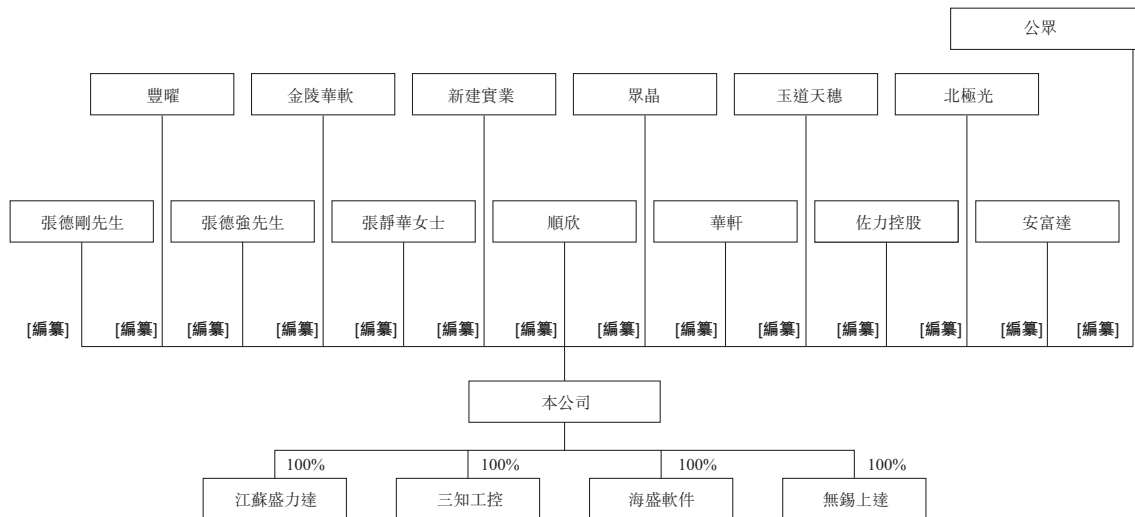 公眾
豐曜
金陵華軟
新建實業
眾晶
玉道天穗
北極光
張德剛先生
張德強先生
張靜華女士
順欣
華軒
佐力控股
安富達
[編纂]
[編纂]
[編纂]
[編纂]
[編纂]
[編纂]
[編纂]
[編纂]
[編纂]
[編纂]
[編纂]
[編纂]
[編纂]
[編纂]
本公司
100%
100%
100%
100%
江蘇盛力達
三知工控
海盛軟件
無錫上達